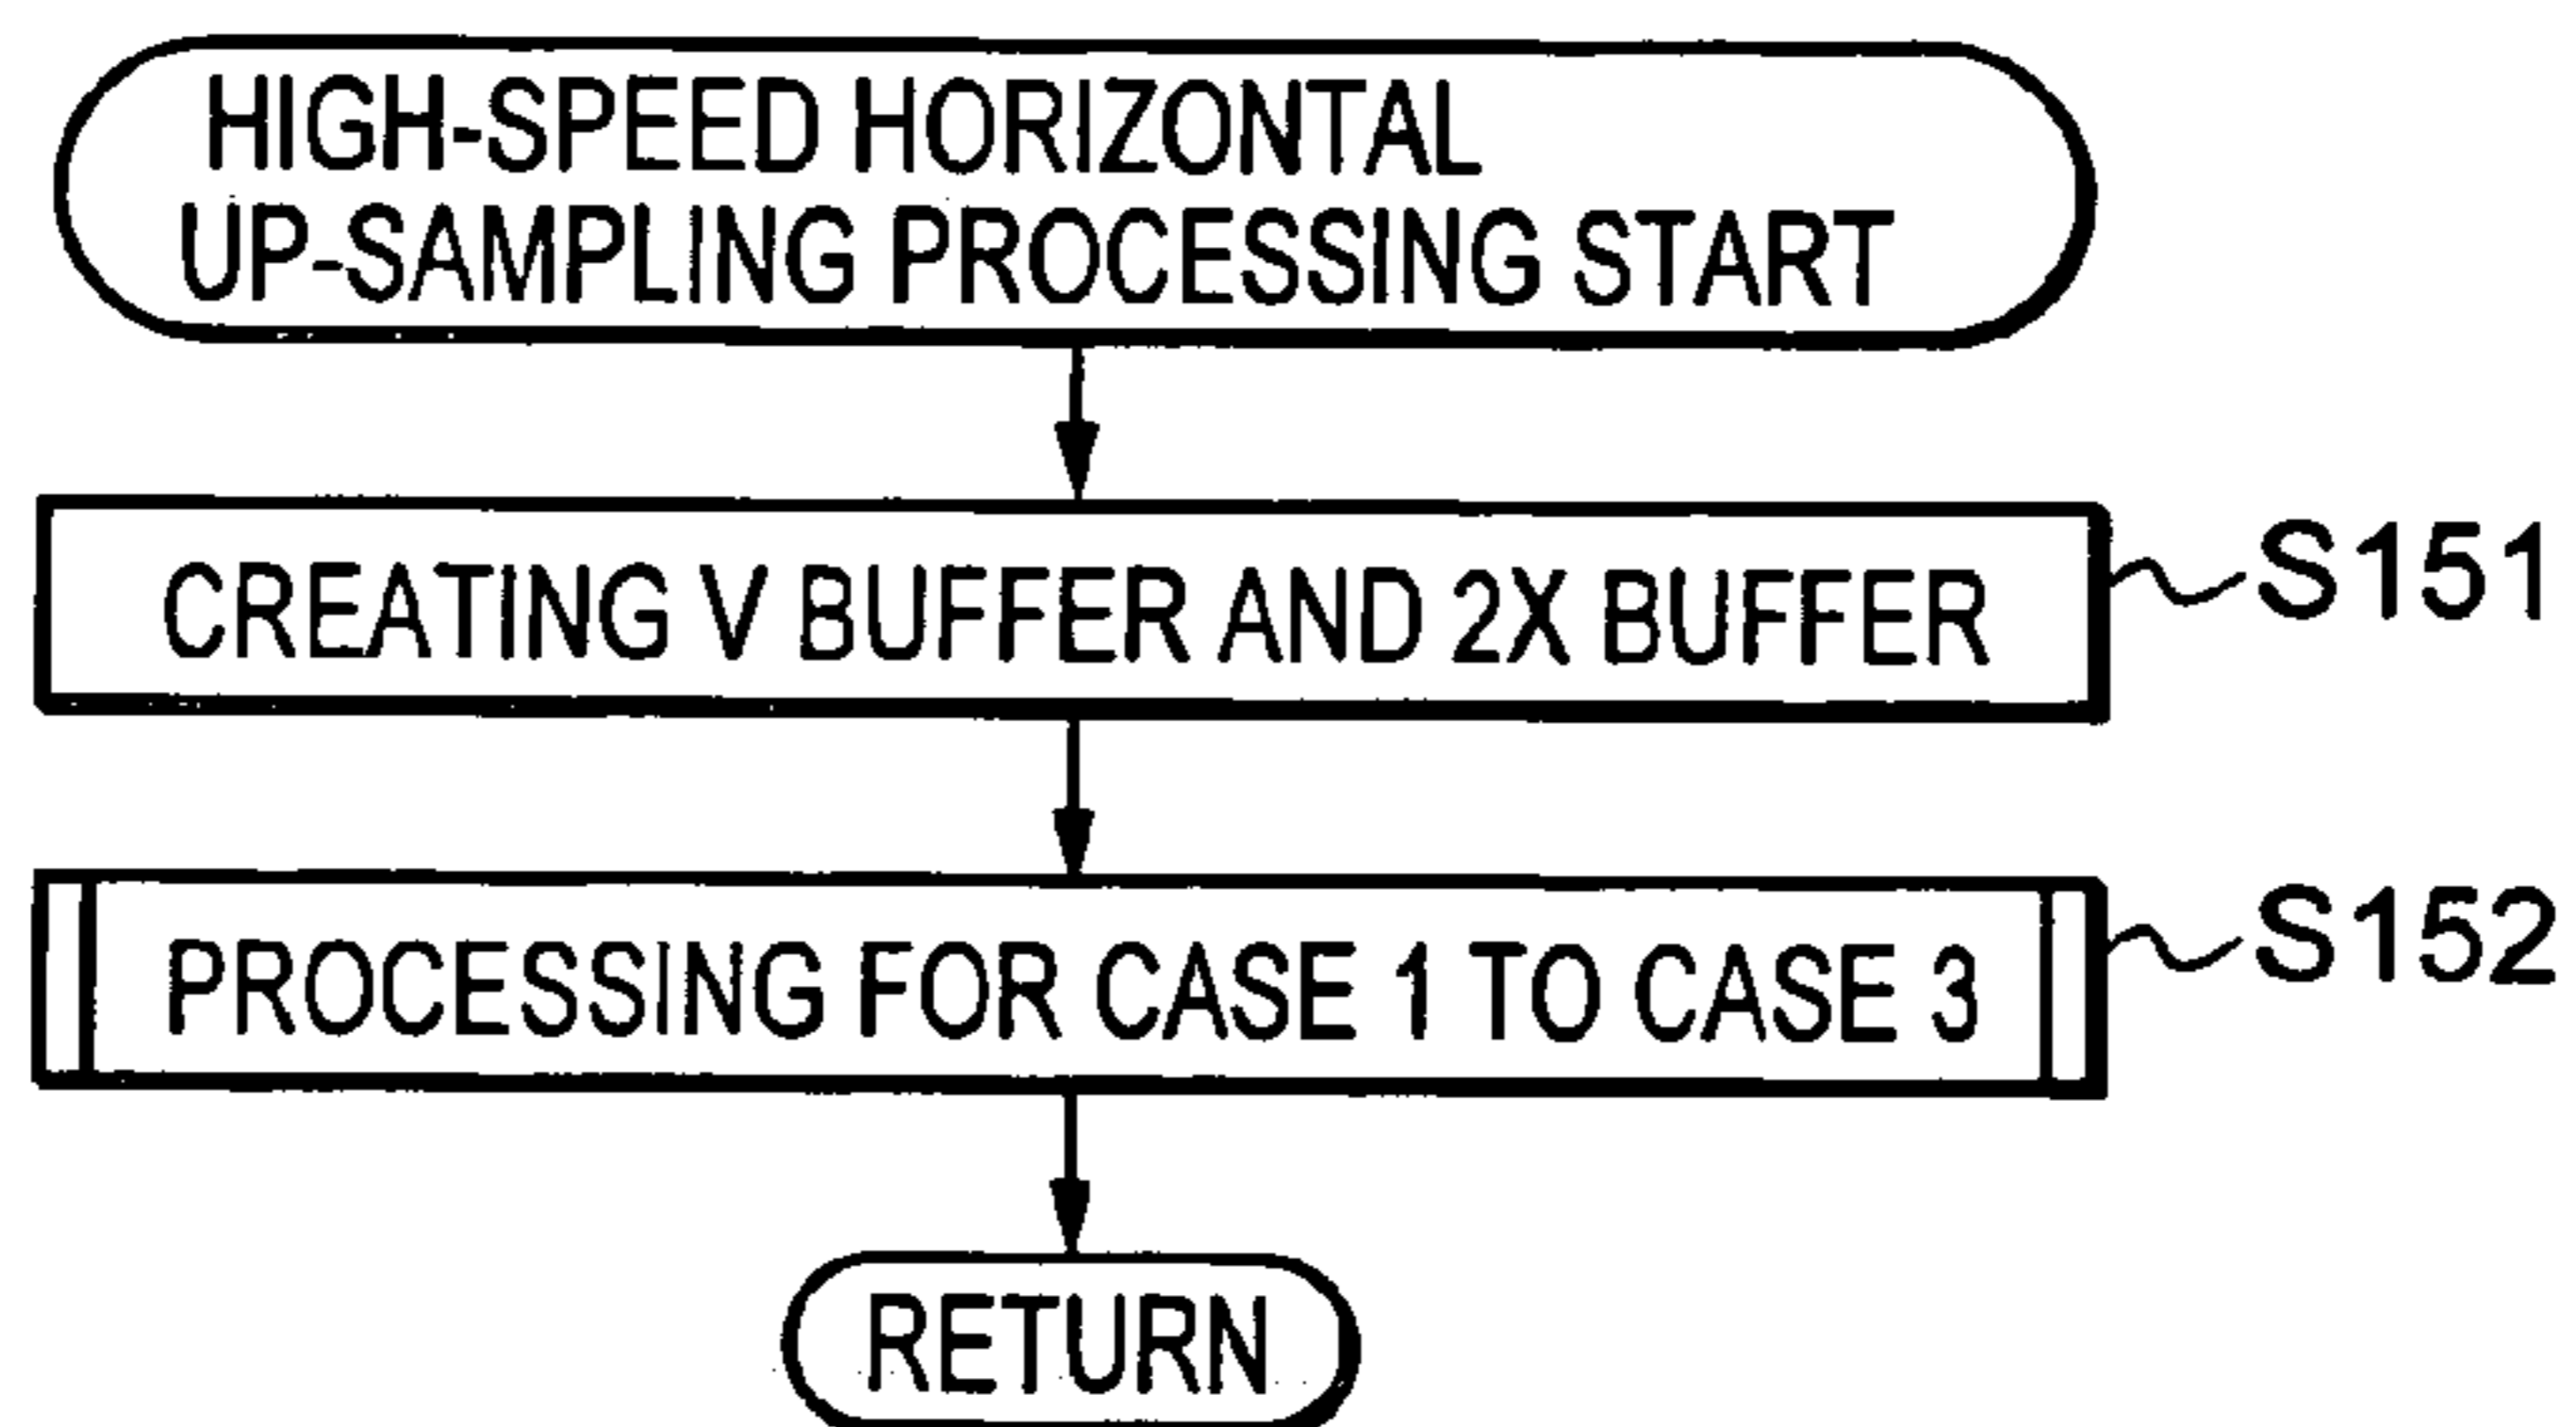 HIGH-SPEED HORIZONTAL
UP-SAMPLING PROCESSING START
CREATING V BUFFER AND 2X BUFFER
S151
PROCESSING FOR CASE 1 TO CASE 3
S152
RETURN